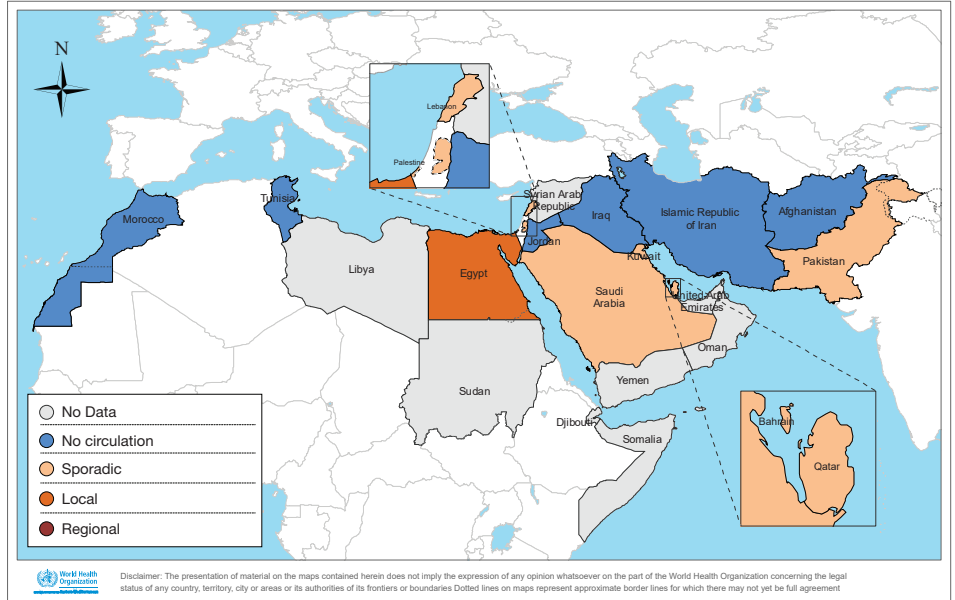 N
Lebanon
Palestine
Morocco
Tunisia
Libya
Egypt
Syrian Arab
Republic
Jordan
Iraq
Islamic Republic
of Iran
Afghanistan
Pakistan
Kuwait
Saudi
Arabia
United Arab
Emirates
Oman
Yemen
Sudan
Djibouti
Somalia
Bahrain
Qatar
No Data
No circulation
Sporadic
Local
Regional
World Health
Organization
Disclaimer: The presentation of material on the maps contained herein does not imply the expression of any opinion whatsoever on the part of the World Health Organization concerning the legal
status of any country, territory, city or areas or its authorities of its frontiers or boundaries Dotted lines on maps represent approximate border lines for which there may not yet be full agreement